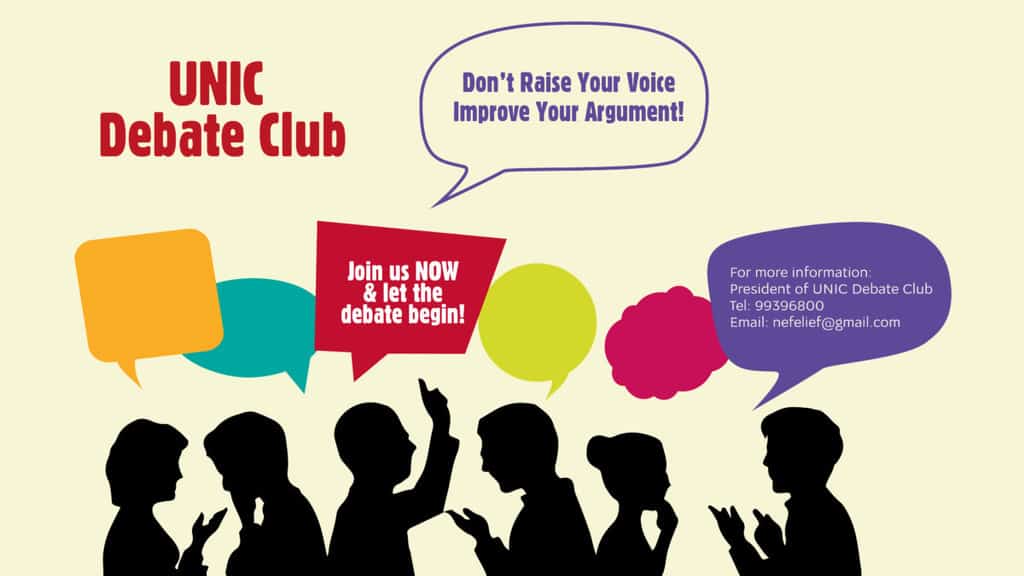 UNIC
Debate Club
Don't Raise Your Voice
Improve Your Argument!
Join us NOW
& let the
debate begin!
For more information:
President of UNIC Debate Club
Tel: 99396800
Email: nefelief@gmail.com